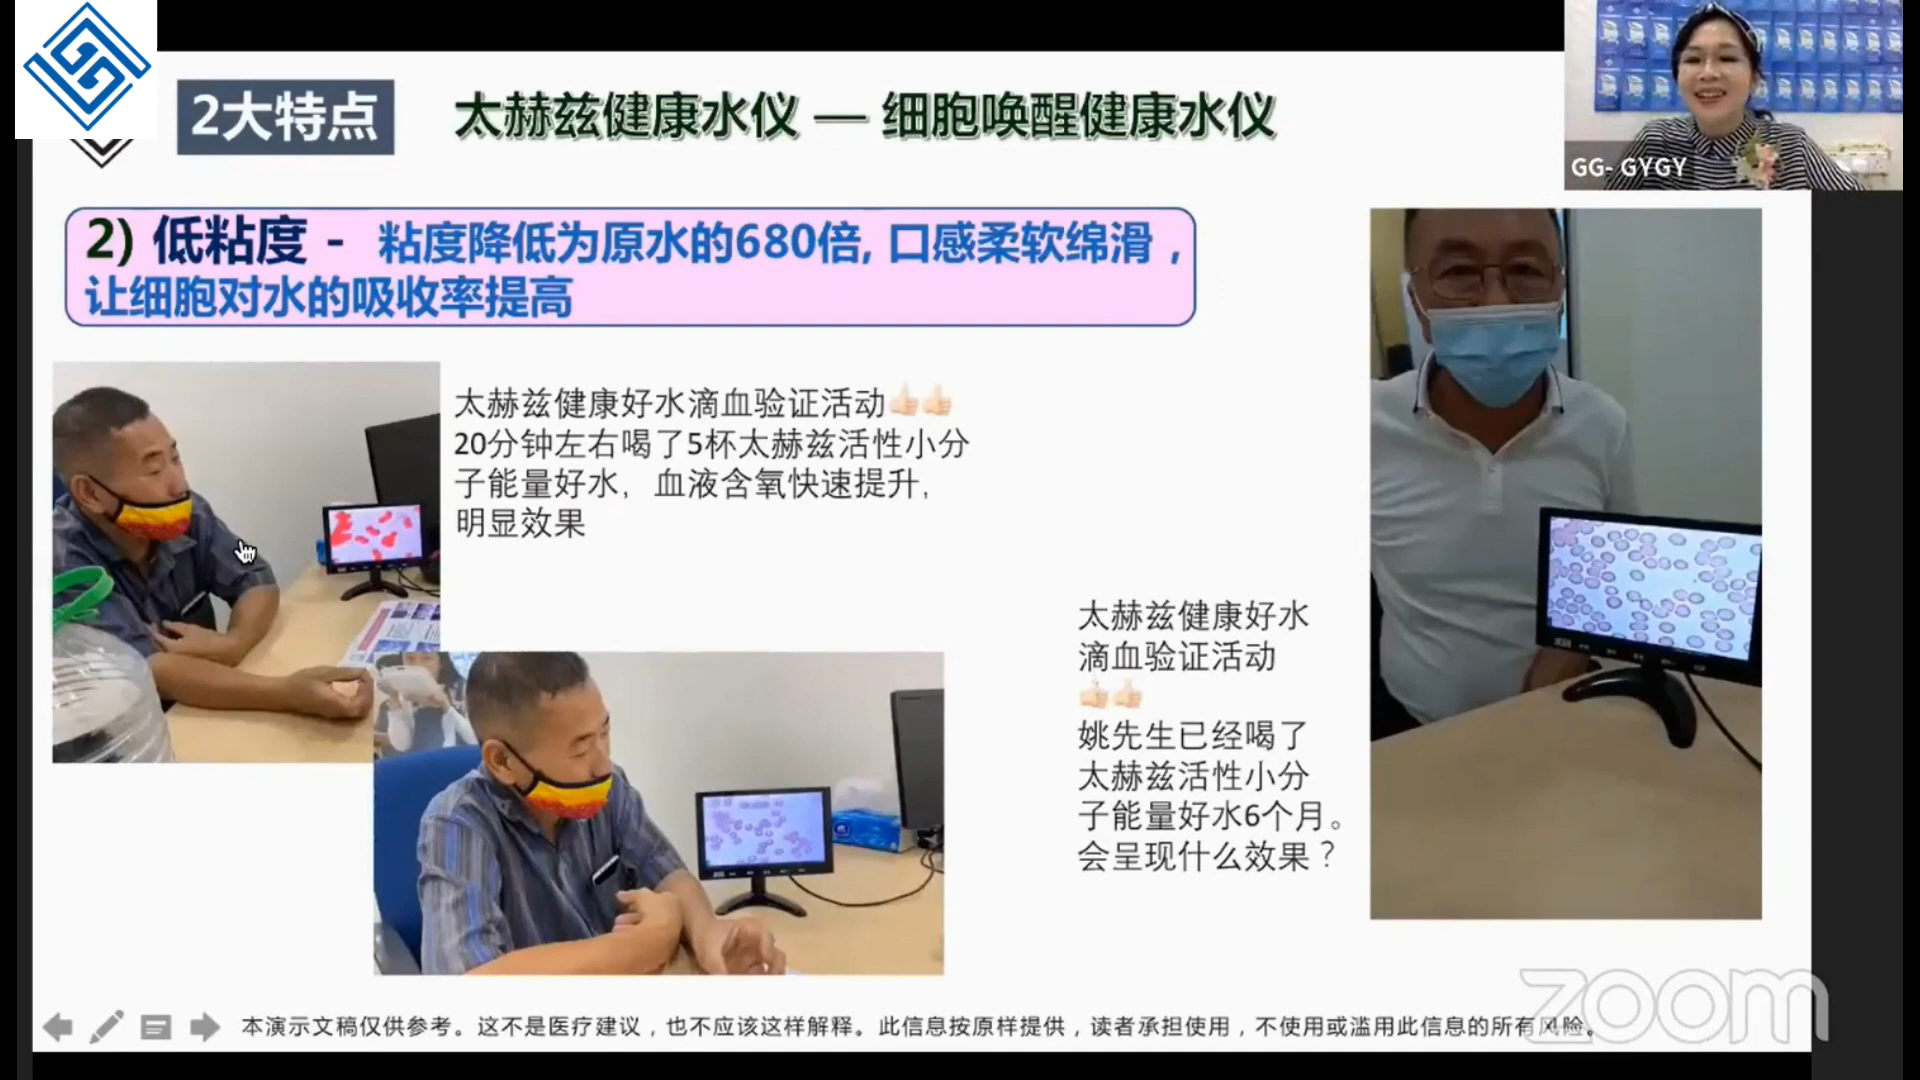 2大特点
太赫兹健康水仪 — 细胞唤醒健康水仪
GG- GYGY
2) 低粘度 - 粘度降低为原水的680倍, 口感柔软绵滑，
让细胞对水的吸收率提高
太赫兹健康好水滴血验证活动👍🏻👍🏻
20分钟左右喝了5杯太赫兹活性小分
子能量好水，血液含氧快速提升，
明显效果
太赫兹健康好水
滴血验证活动
👍🏻👍🏻
姚先生已经喝了
太赫兹活性小分
子能量好水6个月。
会呈现什么效果？
本演示文稿仅供参考。这不是医疗建议，也不应该这样解释。此信息按原样提供，读者承担使用，不使用或滥用此信息的所有风险。
zoom